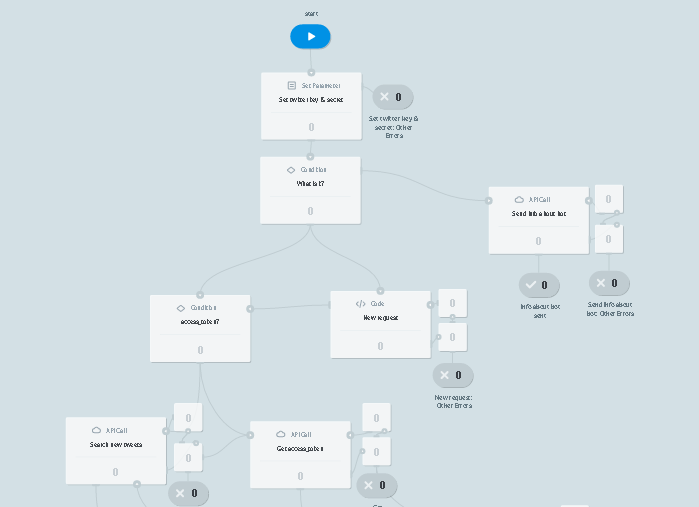 start
Set Parameter
Set twitter key & secret
0
0
Set twitter key &
secret: Other
Errors
Condition
What is it?
0
API Call
Send info about bot
0
0
0
0
Info about bot
sent
0
Send info about
bot: Other Errors
Condition
access_token?
0
Code
New request
0
0
0
0
New request:
Other Errors
API Call
Search new tweets
0
0
0
0
API Call
Get access_token
0
0
0
0